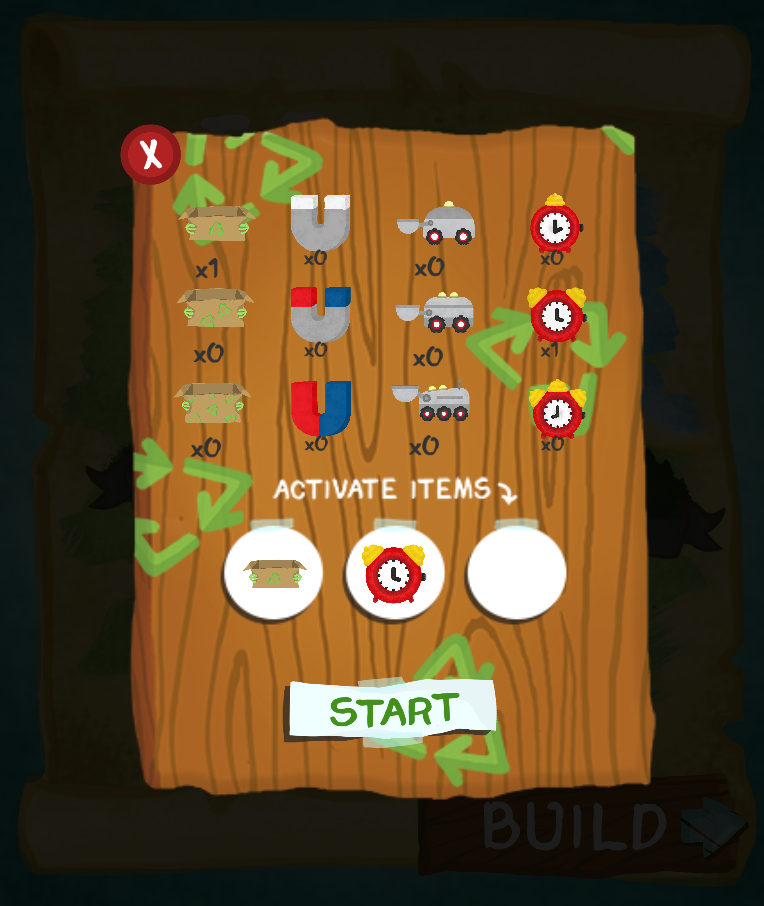 X
x1 x0 x0 x0
x0 x0 x0 x1
x0 x0 x0 x0
ACTIVATE ITEMS
START
BUILD